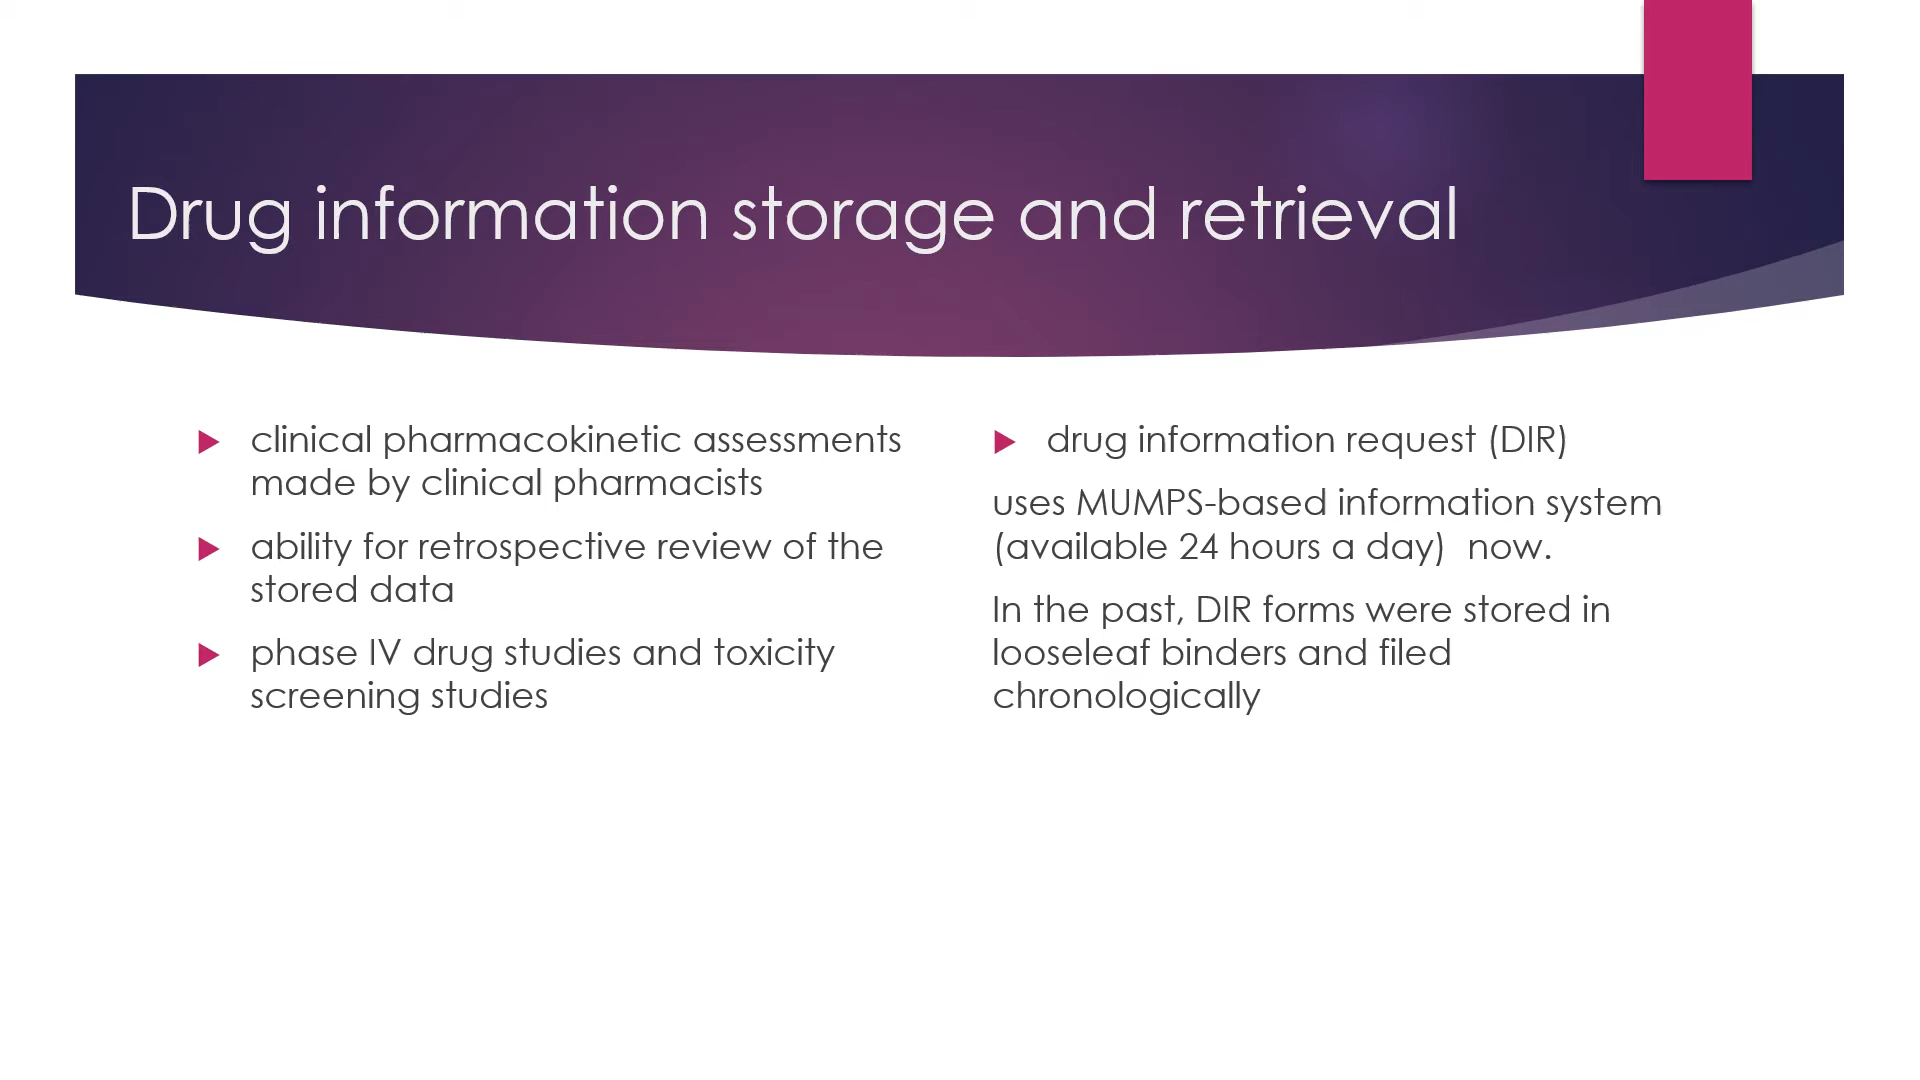 Drug information storage and retrieval
clinical pharmacokinetic assessments
made by clinical pharmacists
ability for retrospective review of the
stored data
phase IV drug studies and toxicity
screening studies
drug information request (DIR)
uses MUMPS-based information system
(available 24 hours a day)  now.
In the past, DIR forms were stored in
looseleaf binders and filed
chronologically